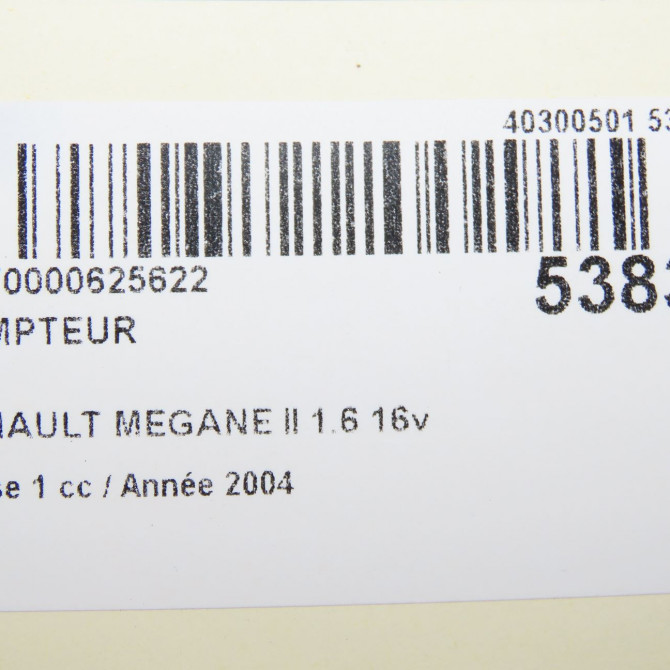 40300501 53
0000625622
5383
MPTEUR
NAULT MEGANE II 1.6 16v
se 1 cc / Année 2004